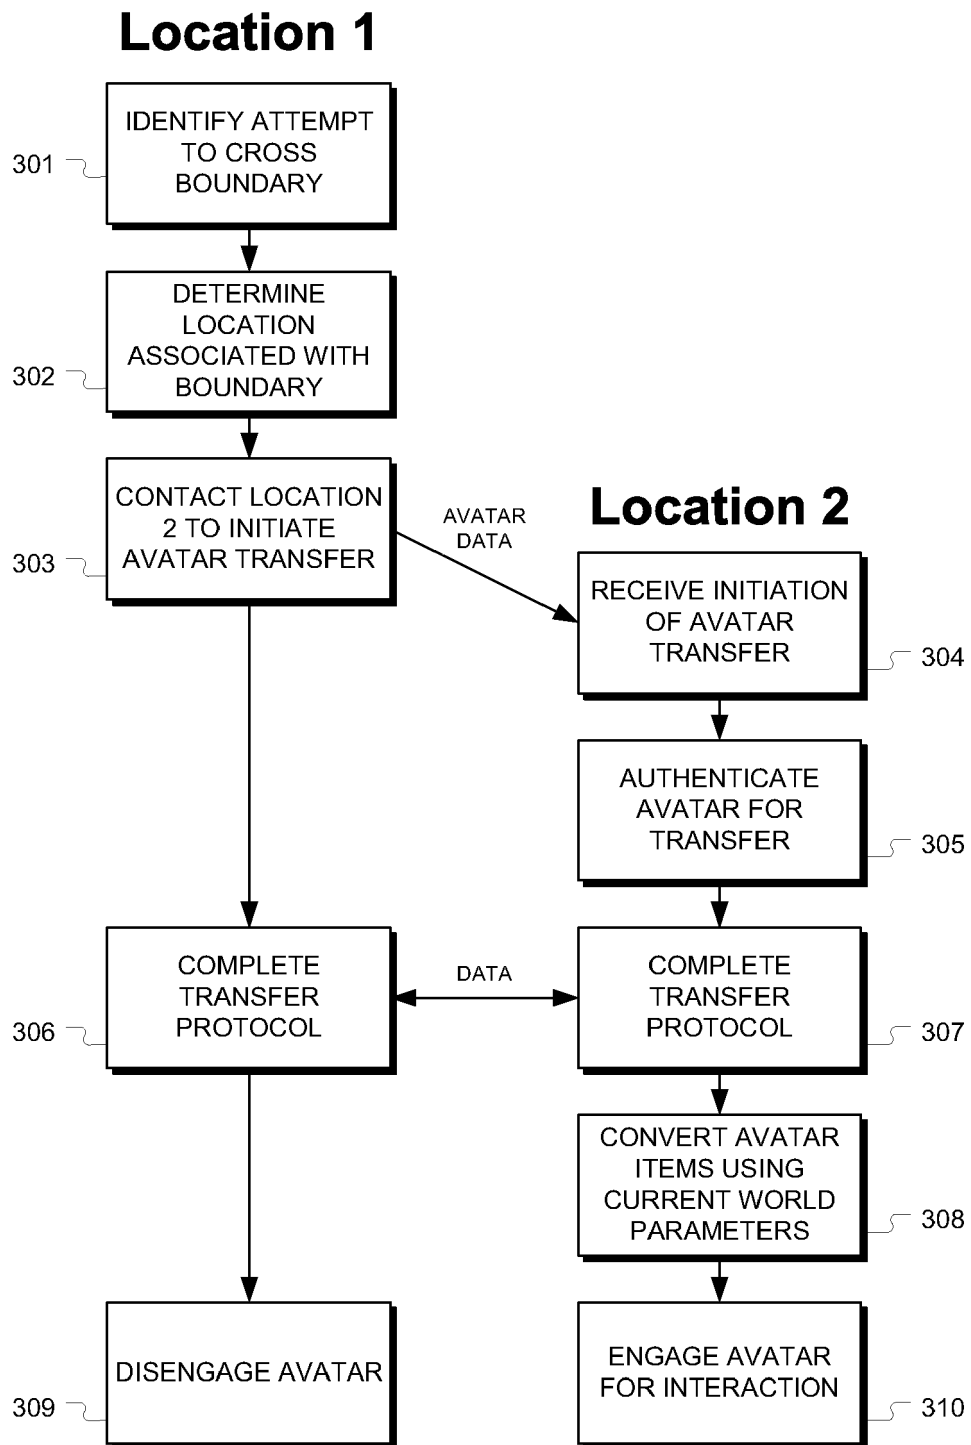 Location 1
IDENTIFY ATTEMPT
TO CROSS
BOUNDARY
301
DETERMINE
LOCATION
ASSOCIATED WITH
BOUNDARY
302
CONTACT LOCATION
2 TO INITIATE
AVATAR TRANSFER
303
AVATAR
DATA
Location 2
RECEIVE INITIATION
OF AVATAR
TRANSFER
304
AUTHENTICATE
AVATAR FOR
TRANSFER
305
COMPLETE
TRANSFER
PROTOCOL
306
DATA
COMPLETE
TRANSFER
PROTOCOL
307
CONVERT AVATAR
ITEMS USING
CURRENT WORLD
PARAMETERS
308
DISENGAGE AVATAR
309
ENGAGE AVATAR
FOR INTERACTION
310